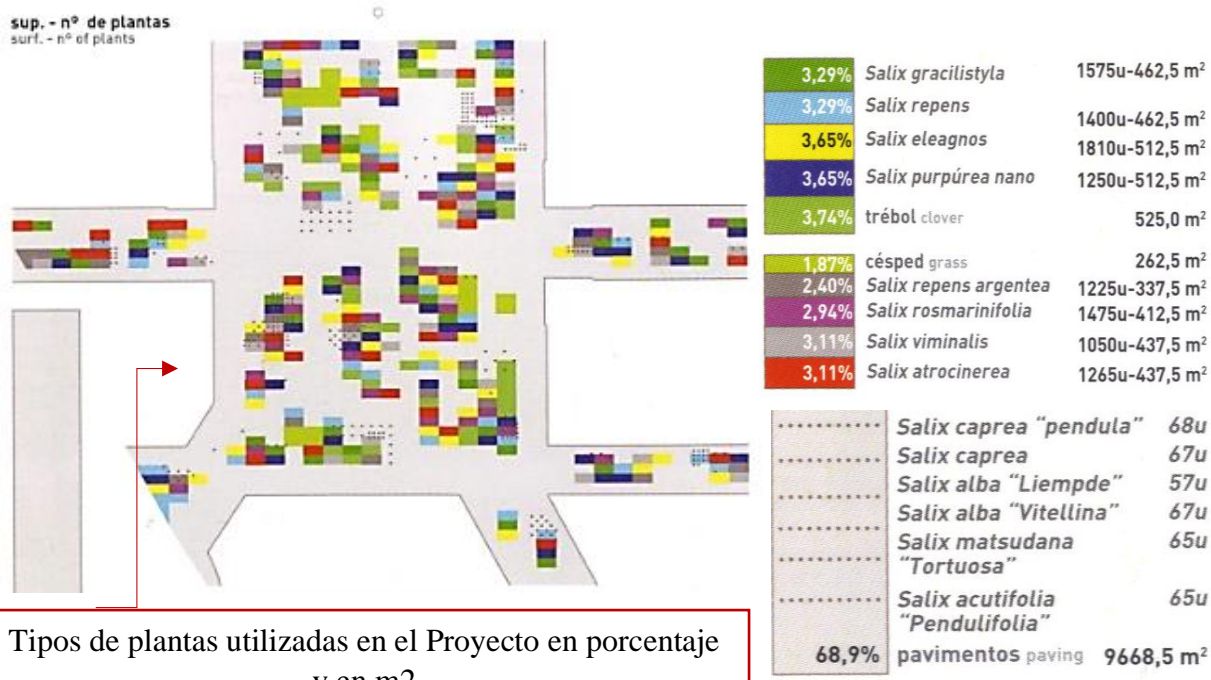 sup. - nº de plantas
surf. - nº of plants
3,29% Salix gracilistyla 1575u-462,5 m²
3,29% Salix repens 1400u-462,5 m²
3,65% Salix eleagnos 1810u-512,5 m²
3,65% Salix purpúrea nano 1250u-512,5 m²
3,74% trébol clover 525,0 m²
1,87% césped grass 262,5 m²
2,40% Salix repens argentea 1225u-337,5 m²
2,94% Salix rosmarinifolia 1475u-412,5 m²
3,11% Salix viminalis 1050u-437,5 m²
3,11% Salix atrocinerea 1265u-437,5 m²
Salix caprea "pendula" 68u
Salix caprea 67u
Salix alba "Liempde" 57u
Salix alba "Vitellina" 67u
Salix matsudana 65u
"Tortuosa"
Salix acutifolia 65u
"Pendulifolia"
68,9% pavimentos paving 9668,5 m²
Tipos de plantas utilizadas en el Proyecto en porcentaje
y en m2